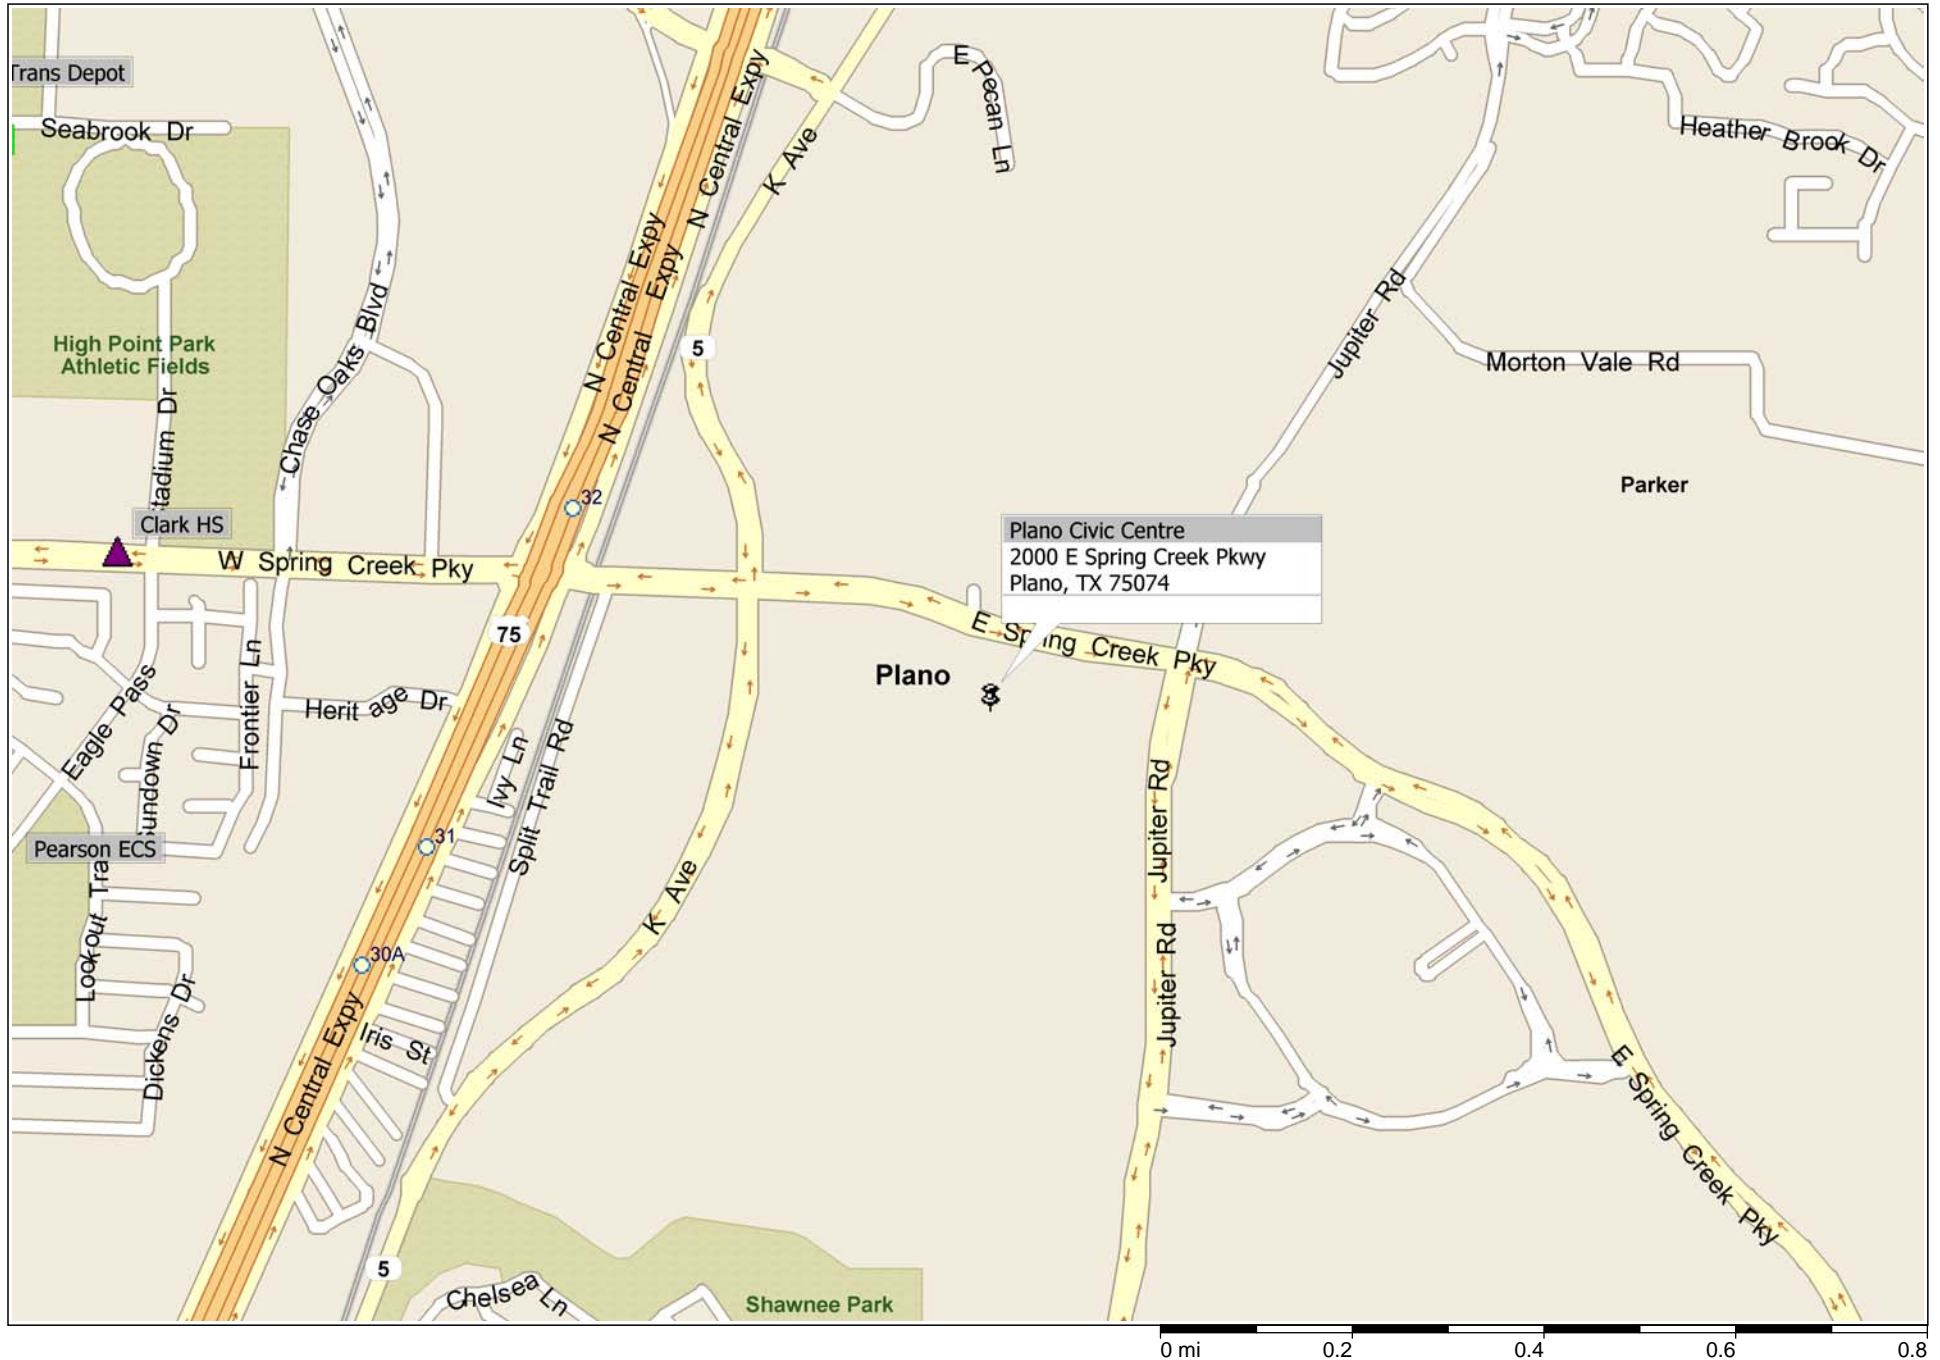 Trans Depot
Seabrook Dr
High Point Park
Athletic Fields
Stadium Dr
Chase Oaks Blvd
Clark HS
W Spring Creek Pky
N Central Expy
N Central Expy
N Central Expy
K Ave
E Pecan Ln
5
32
75
Jupiter Rd
Heather Brook Dr
Morton Vale Rd
Parker
Plano Civic Centre
2000 E Spring Creek Pkwy
Plano, TX 75074
E Spring Creek Pky
Plano
Eagle Pass
Sundown Dr
Frontier Ln
Heritage Dr
Ivy Ln
Split Trail Rd
31
Pearson ECS
Lookout Tra
Dickens Dr
30A
Iris St
N Central Expy
K Ave
Jupiter Rd
Jupiter Rd
E Spring Creek Pky
5
Chelsea Ln
Shawnee Park
0 mi 0.2 0.4 0.6 0.8